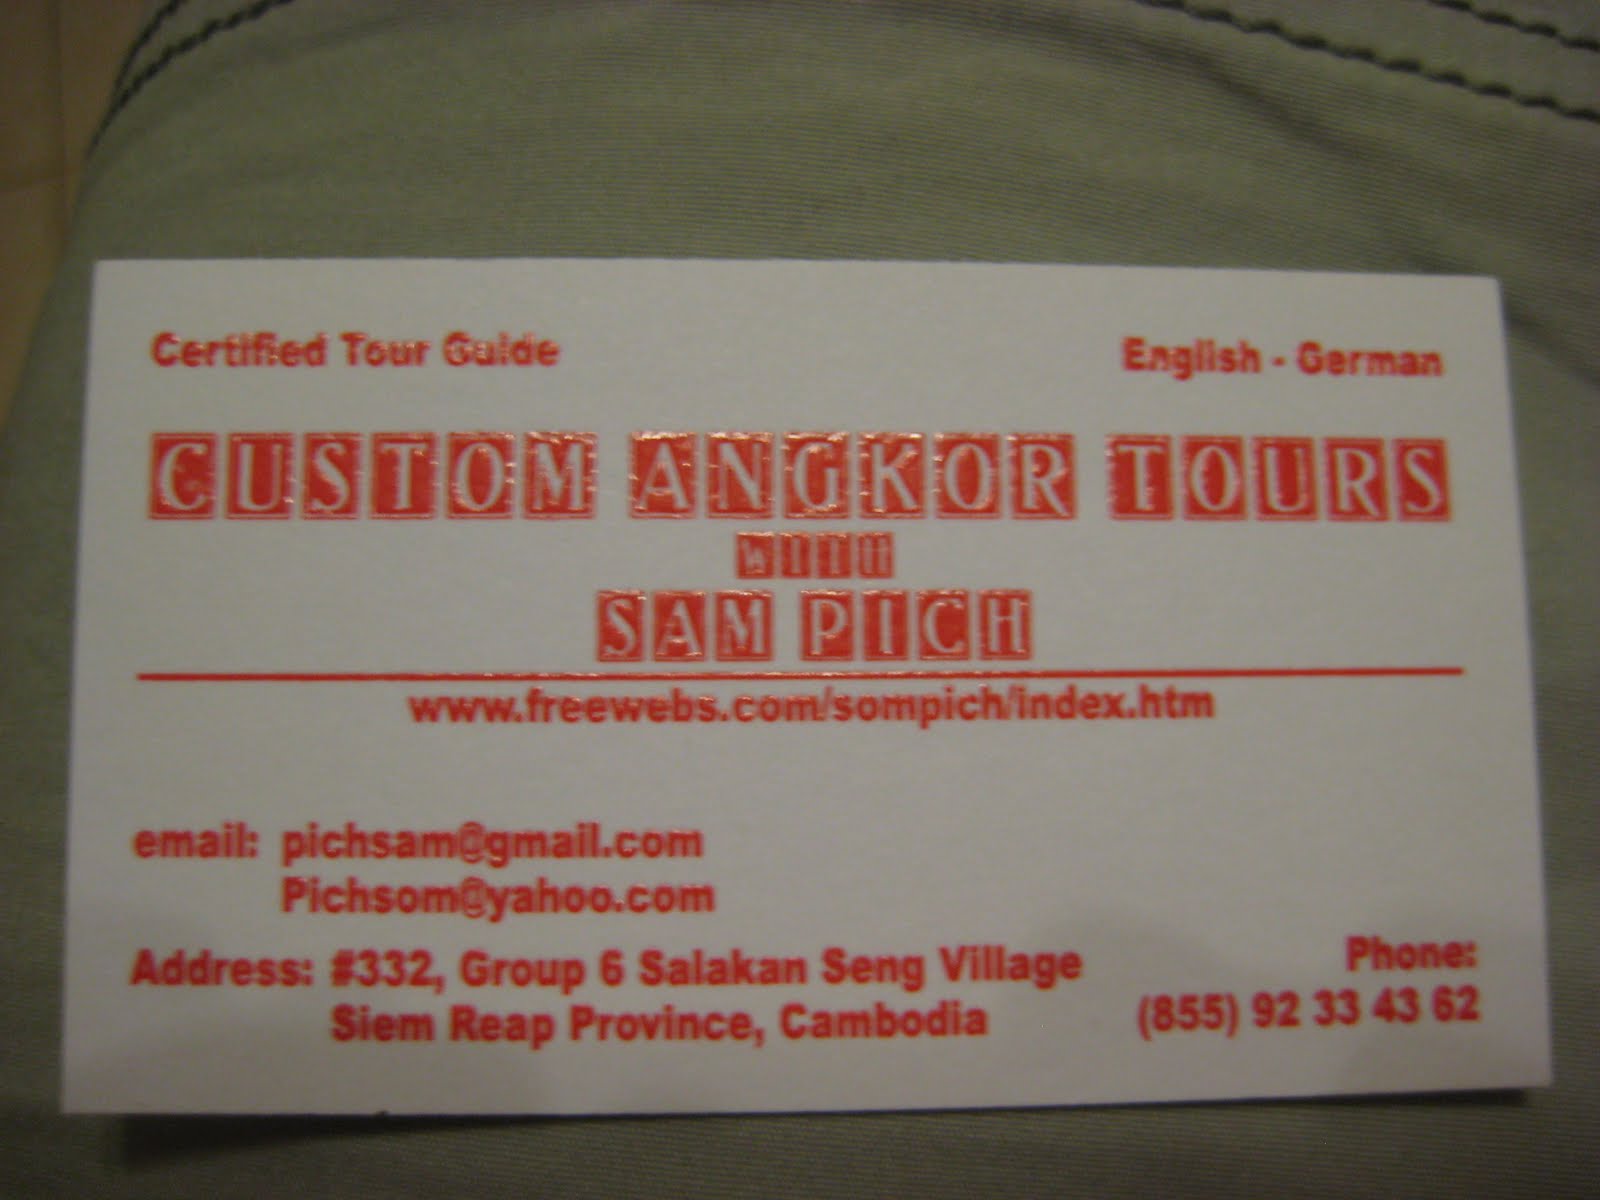 Certified Tour Guide English - German
CUSTOM ANGKOR TOURS
WITH
SAM PICH
www.freewebs.com/sompich/index.htm
email: pichsam@gmail.com
Pichsom@yahoo.com
Address: #332, Group 6 Salakan Seng Village
Siem Reap Province, Cambodia
Phone:
(855) 92 33 43 62